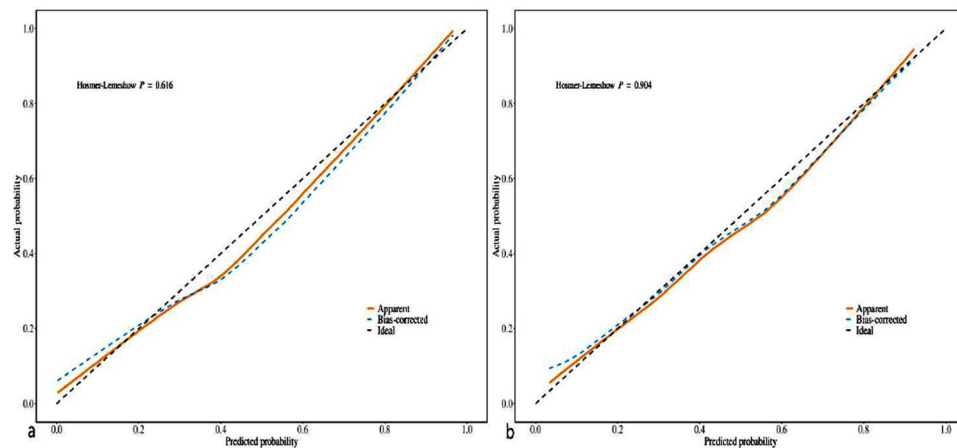 1.0
0.8
0.6
0.4
0.2
0.0
Actual probability
Hosmer-Lemeshow P = 0.616
Apparent
Bias-corrected
Ideal
0.0 0.2 0.4 0.6 0.8 1.0
Predicted probability
a
1.0
0.8
0.6
0.4
0.2
0.0
Actual probability
Hosmer-Lemeshow P = 0.904
Apparent
Bias-corrected
Ideal
0.0 0.2 0.4 0.6 0.8 1.0
Predicted probability
b